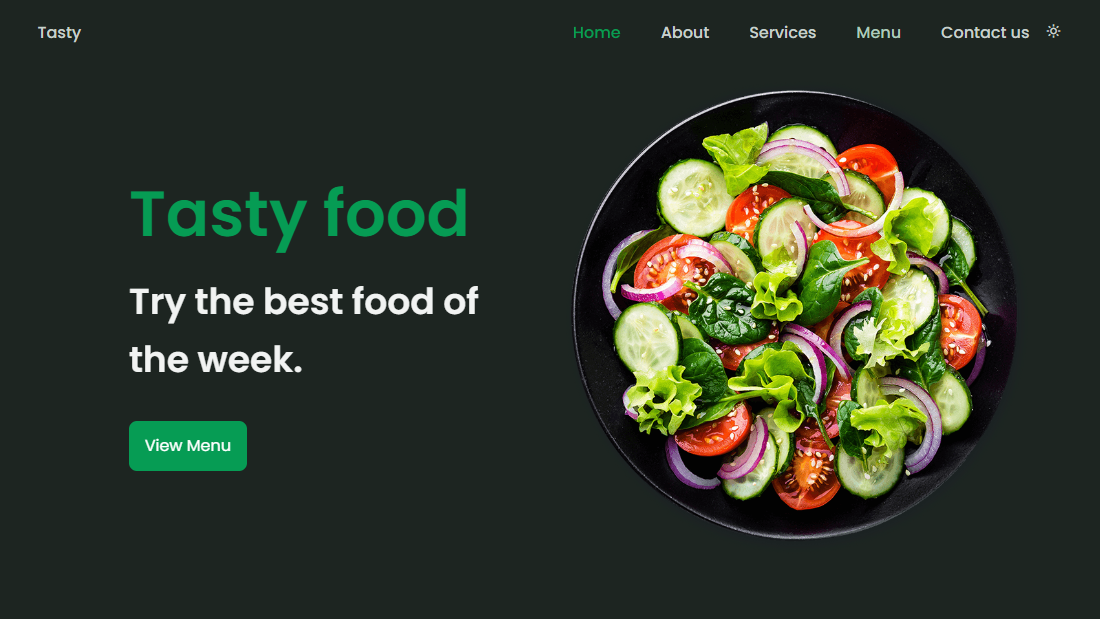 Tasty
Home About Services Menu Contact us
Tasty food
Try the best food of
the week.
View Menu